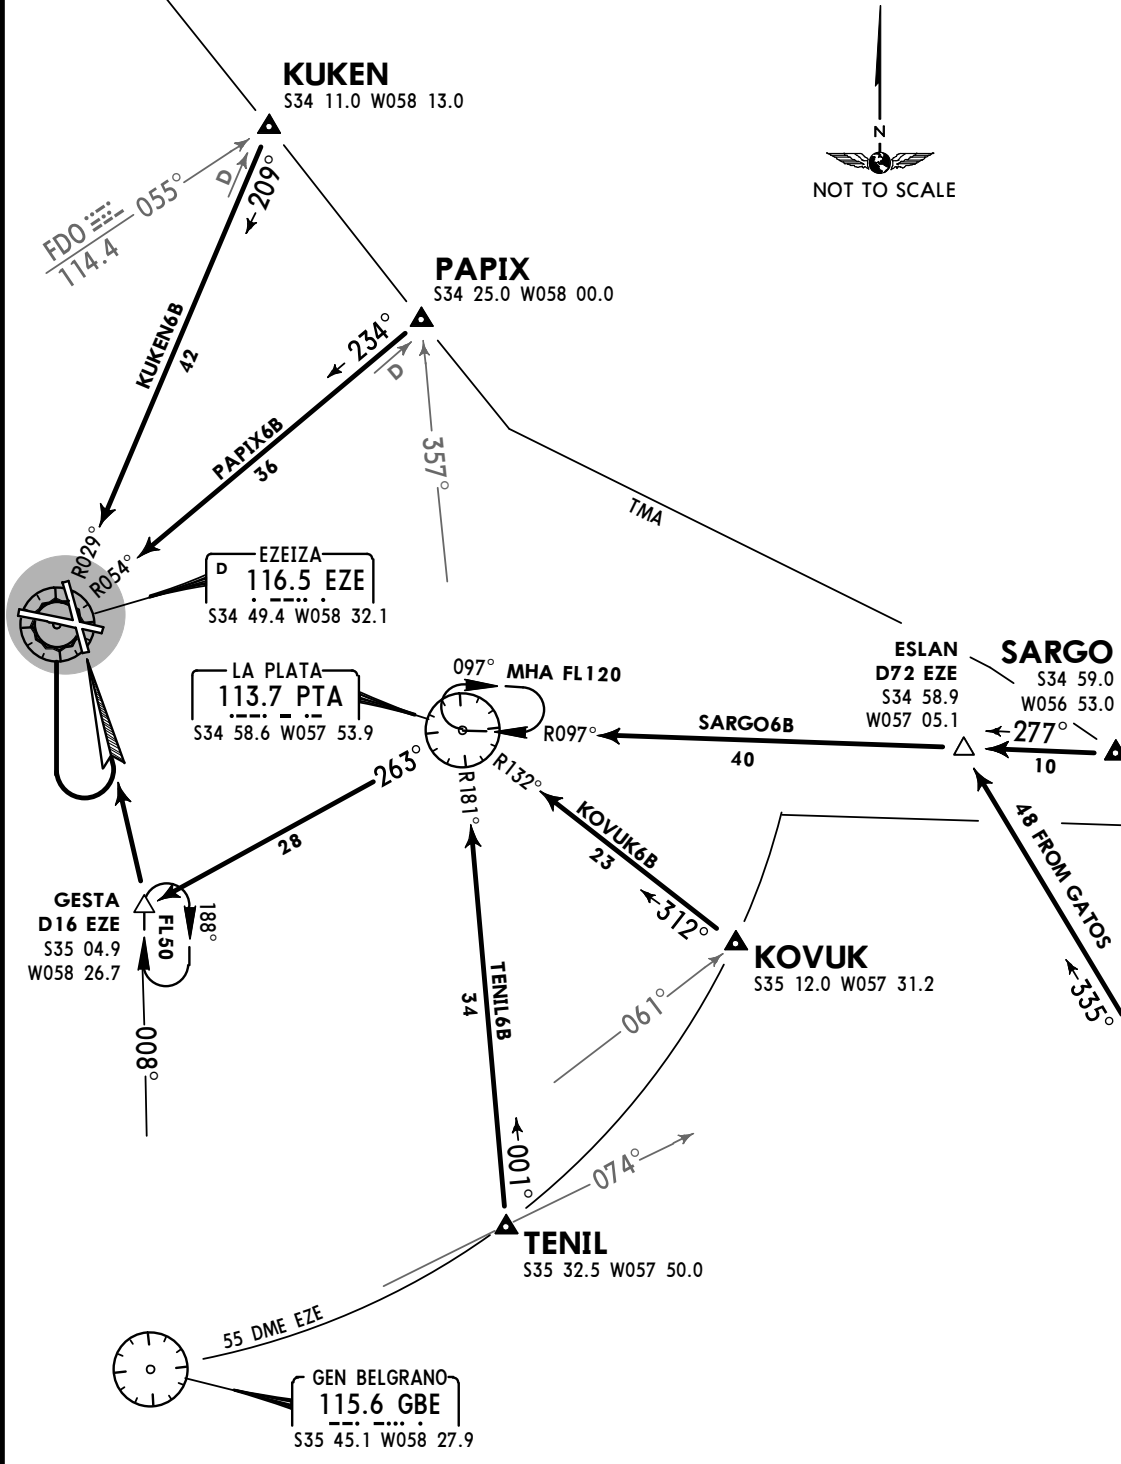 KUKEN
S34 11.0 W058 13.0
N
NOT TO SCALE
D
209°
FDO 055°
114.4
PAPIX
S34 25.0 W058 00.0
234°
D
KUKEN6B
42
PAPIX6B
36
357°
TMA
R029°
R054°
EZEIZA
D 116.5 EZE
S34 49.4 W058 32.1
LA PLATA
113.7 PTA
S34 58.6 W057 53.9
097° MHA FL120
ESLAN
D72 EZE
S34 58.9
W057 05.1
SARGO
S34 59.0
W056 53.0
277°
10
R097°
SARGO6B
40
R132°
R181°
263°
28
KOVUK6B
23
312°
48 FROM GATOS
335°
GESTA
D16 EZE
S35 04.9
W058 26.7
FL50
188°
008°
KOVUK
S35 12.0 W057 31.2
061°
TENIL6B
34
001°
074°
TENIL
S35 32.5 W057 50.0
55 DME EZE
GEN BELGRANO
115.6 GBE
S35 45.1 W058 27.9